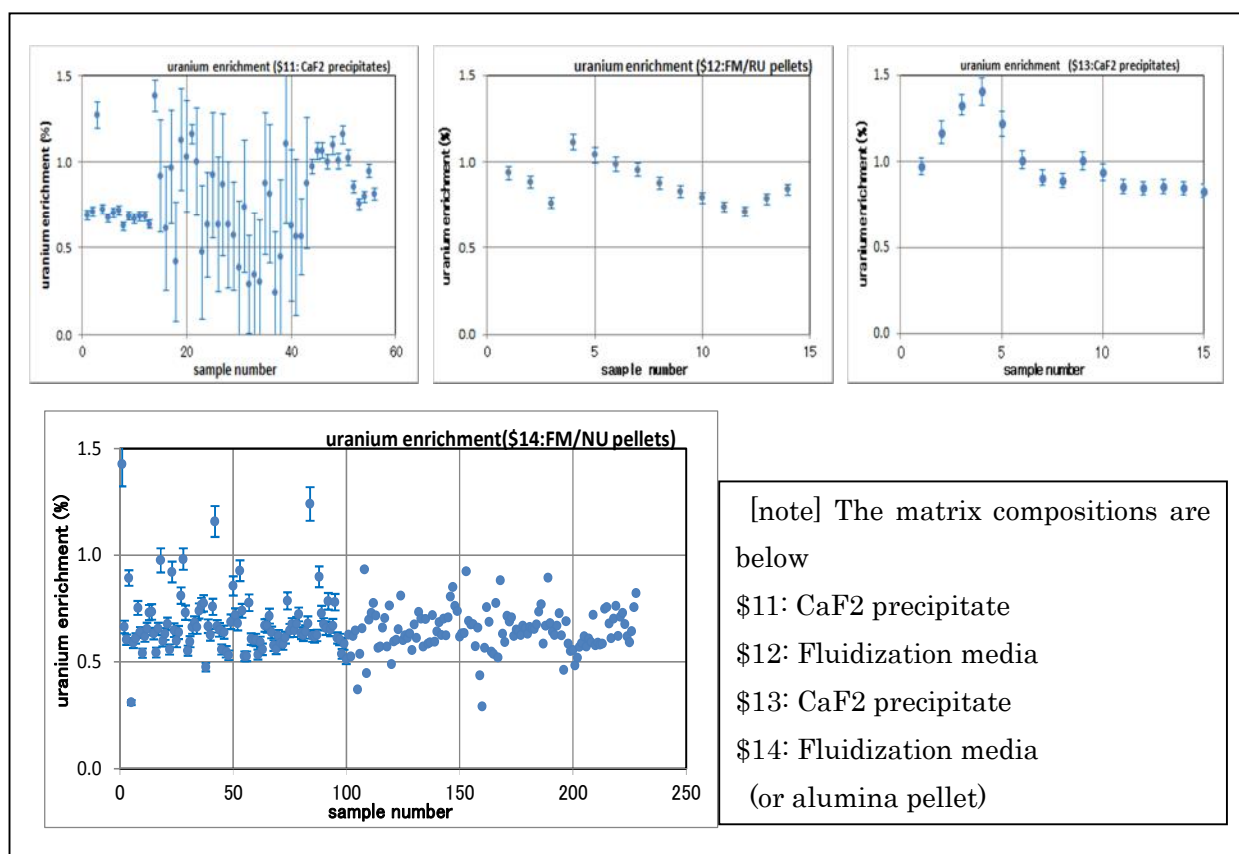 uranium enrichment ($11: CaF2 precipitates)
1.5
1.0
0.5
0.0
uranium enrichment (%)
0
20
40
60
sample number
uranium enrichment ($12:FM/RU pellets)
1.5
1.0
0.5
0.0
uranium enrichment (%)
0
5
10
15
sample number
uranium enrichment ($13:CaF2 precipitates)
1.5
1.0
0.5
0.0
uranium enrichment (%)
0
5
10
15
sample number
uranium enrichment($14:FM/NU pellets)
1.5
1.0
0.5
0.0
uranium enrichment (%)
0
50
100
150
200
250
sample number
[note] The matrix compositions are
below
$11: CaF2 precipitate
$12: Fluidization media
$13: CaF2 precipitate
$14: Fluidization media
(or alumina pellet)